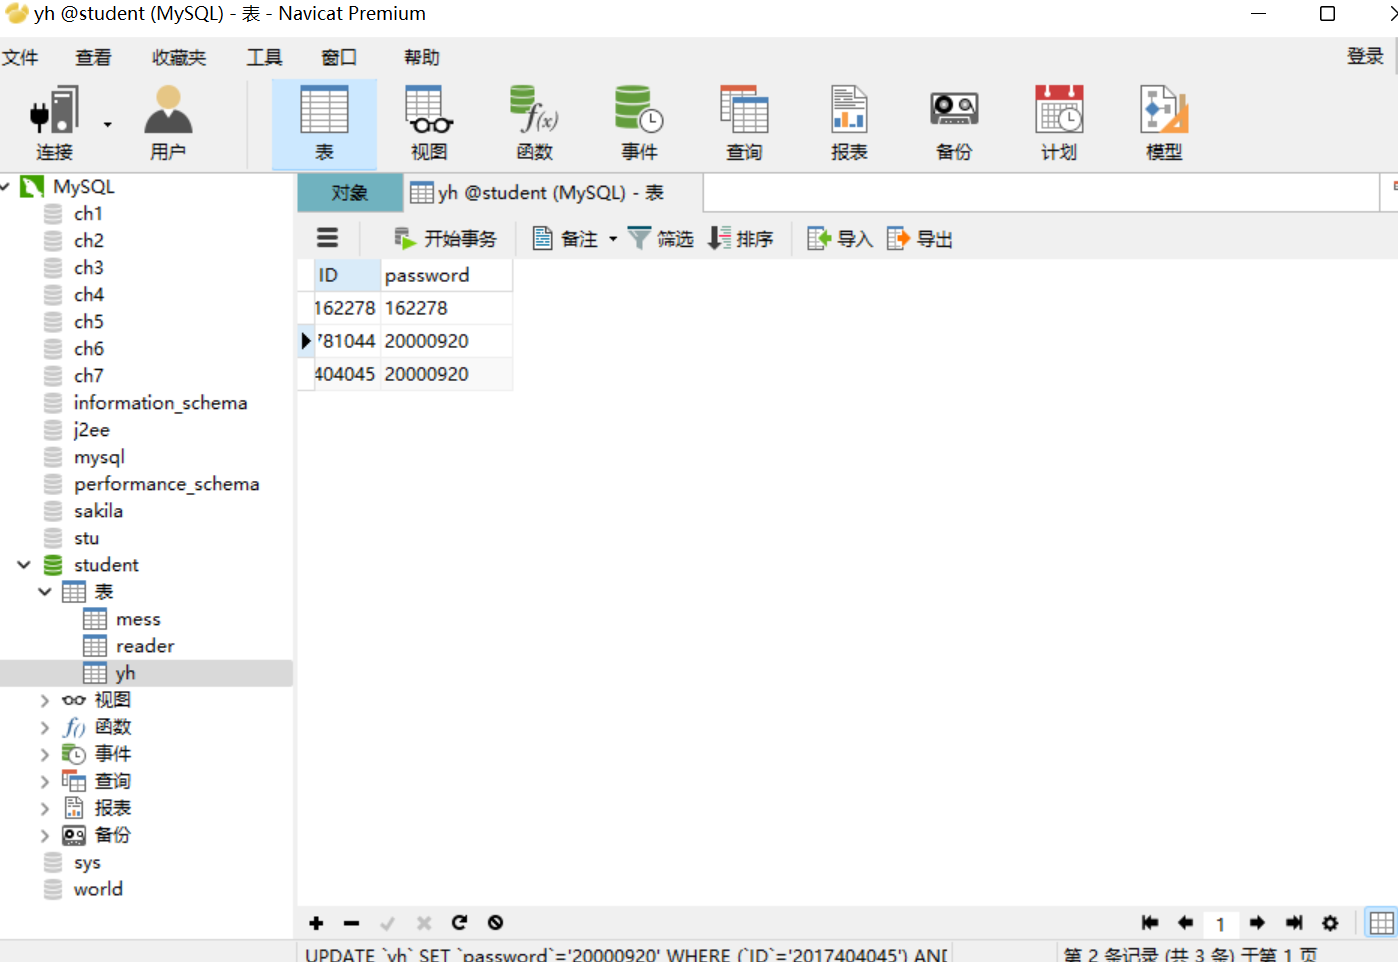 yh @student (MySQL) - 表 - Navicat Premium
文件 查看 收藏夹 工具 窗口 帮助 登录
连接 用户 表 视图 函数 事件 查询 报表 备份 计划 模型
对象 yh @student (MySQL) - 表
开始事务 备注 筛选 排序 导入 导出
ID password
162278 162278
781044 20000920
404045 20000920
MySQL
ch1
ch2
ch3
ch4
ch5
ch6
ch7
information_schema
j2ee
mysql
performance_schema
sakila
stu
student
表
mess
reader
yh
视图
函数
事件
查询
报表
备份
sys
world
1
UPDATE `yh` SET `password`='20000920' WHERE (`ID`='2017404045') AND
第 2 条记录 (共 3 条) 于第 1 页